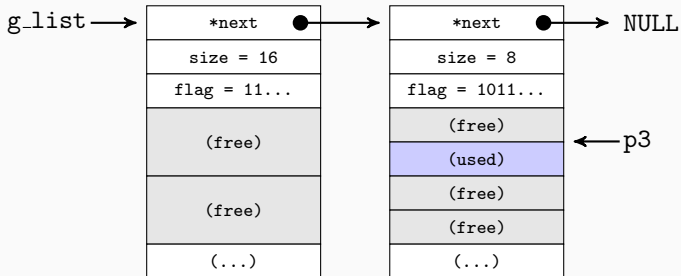 g_list
*next
size = 16
flag = 11...
(free)
(free)
(...)
*next
size = 8
flag = 1011...
(free)
(used)
(free)
(free)
(...)
NULL
p3